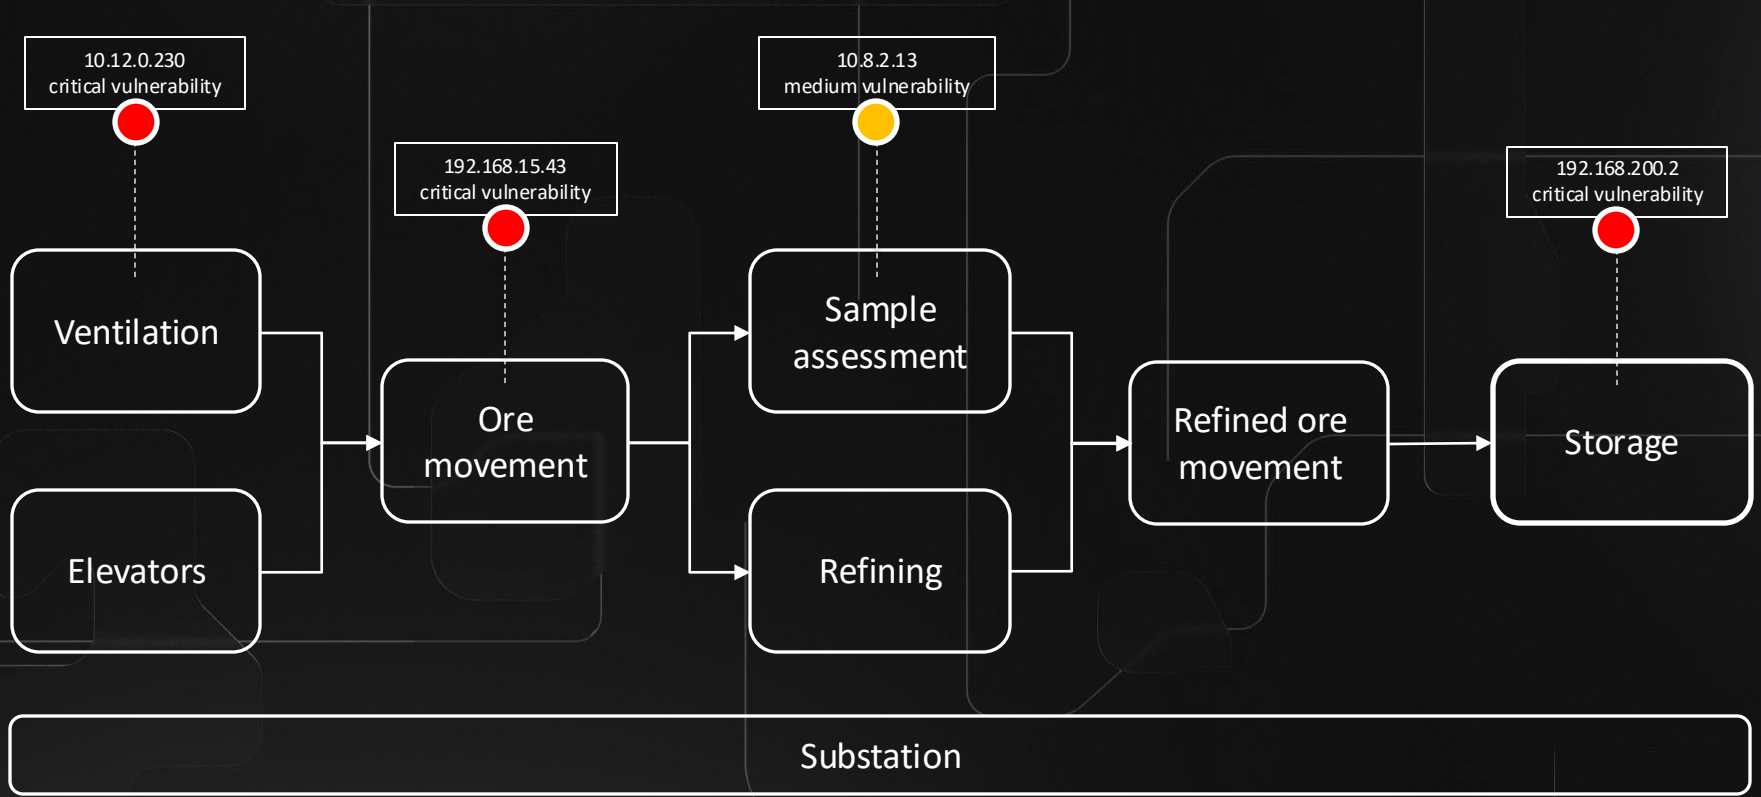 10.12.0.230
critical vulnerability
10.8.2.13
medium vulnerability
192.168.15.43
critical vulnerability
192.168.200.2
critical vulnerability
Ventilation
Sample
assessment
Ore
movement
Refined ore
movement
Storage
Elevators
Refining
Substation